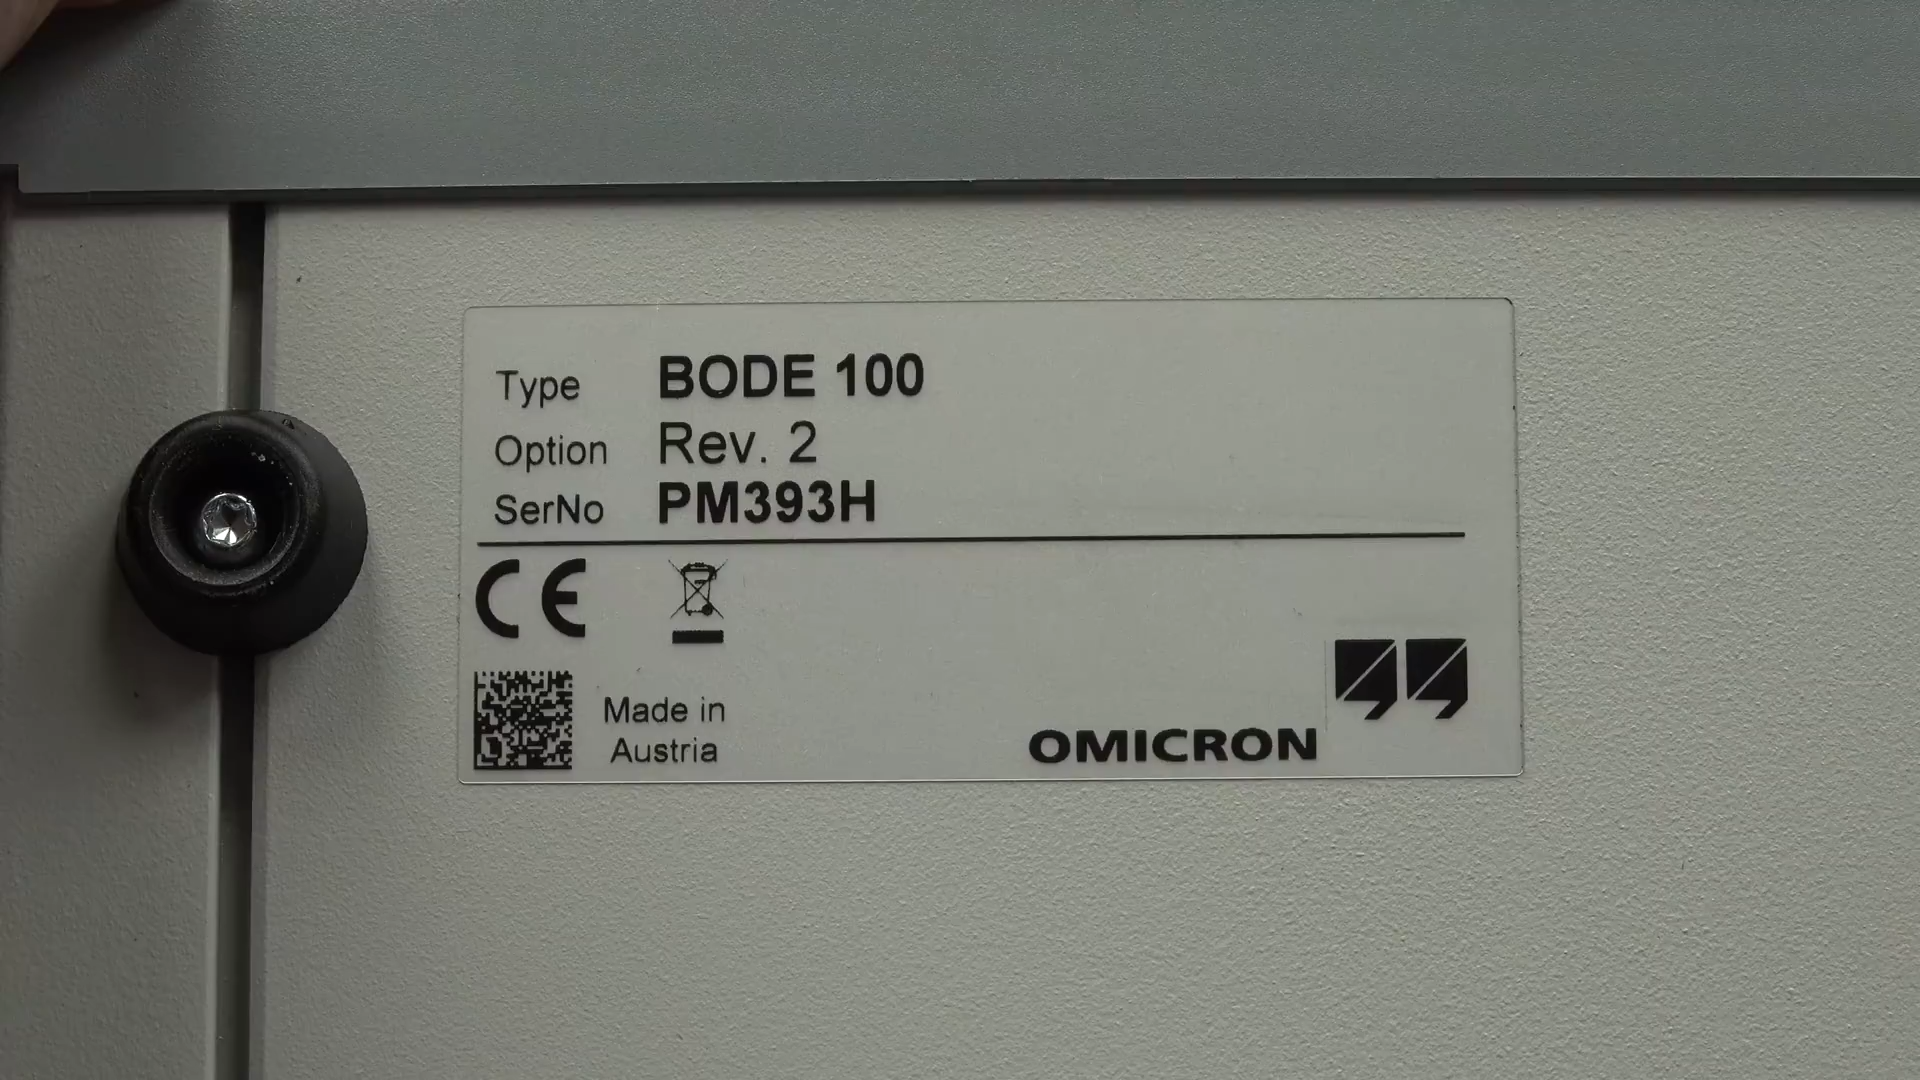 Type BODE 100
Option Rev. 2
SerNo PM393H
CE
Made in
Austria
OMICRON